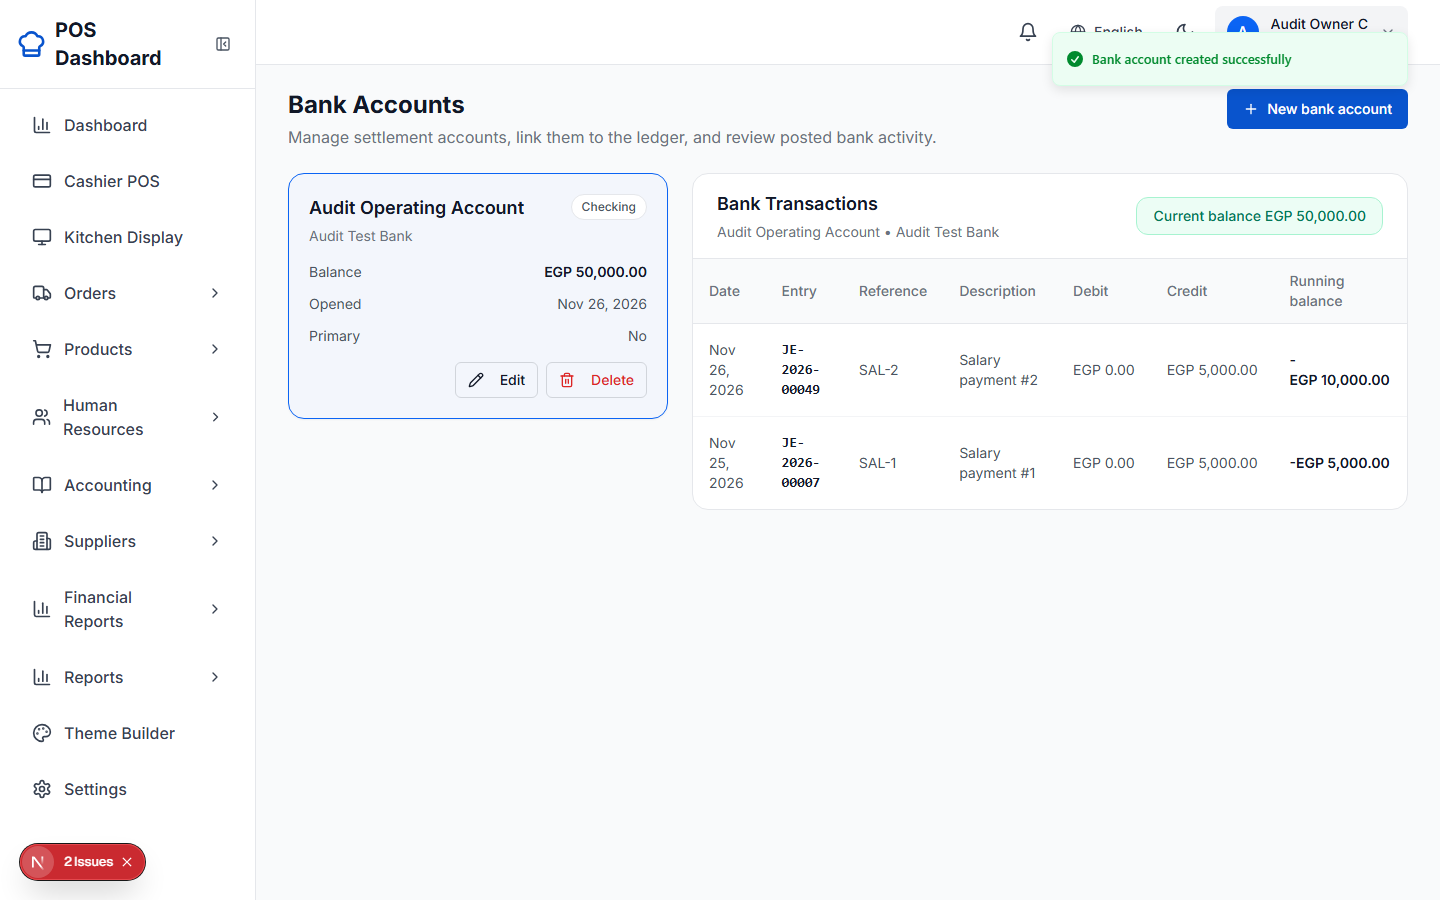 POS
Dashboard
Dashboard
Cashier POS
Kitchen Display
Orders
Products
Human
Resources
Accounting
Suppliers
Financial
Reports
Reports
Theme Builder
Settings
N
2 Issues
English
A
Audit Owner C
Bank account created successfully
Bank Accounts
Manage settlement accounts, link them to the ledger, and review posted bank activity.
+ New bank account
Audit Operating Account
Checking
Audit Test Bank
Balance EGP 50,000.00
Opened Nov 26, 2026
Primary No
Edit Delete
Bank Transactions
Audit Operating Account • Audit Test Bank
Current balance EGP 50,000.00
Date Entry Reference Description Debit Credit Running
balance
Nov
26,
2026
JE-
2026-
00049
SAL-2
Salary
payment #2
EGP 0.00
EGP 5,000.00
-
EGP 10,000.00
Nov
25,
2026
JE-
2026-
00007
SAL-1
Salary
payment #1
EGP 0.00
EGP 5,000.00
-EGP 5,000.00